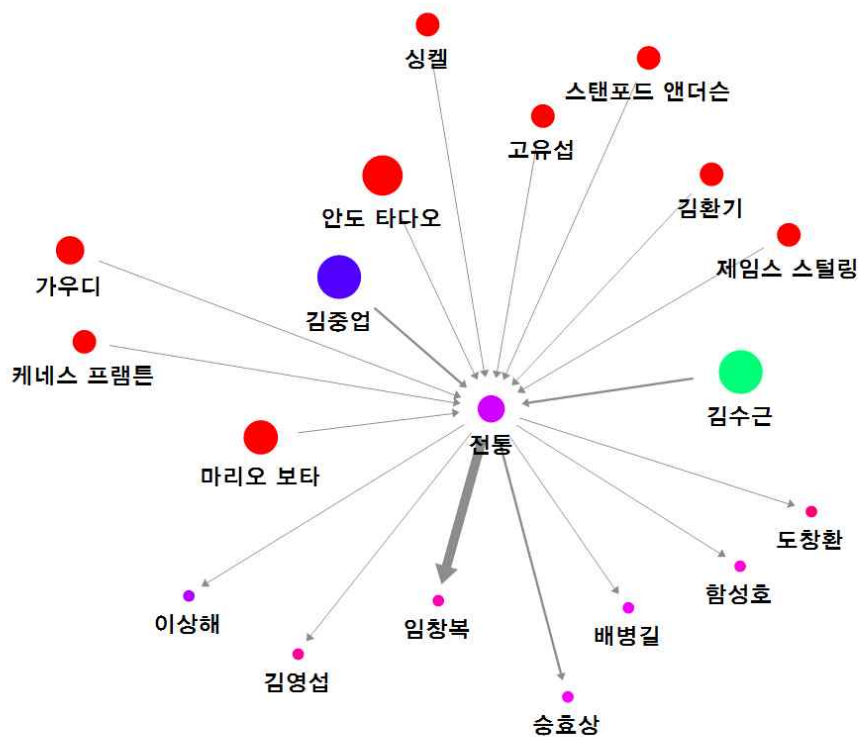 싱켈
스탠포드 앤더슨
고유섭
안도 타다오
김환기
제임스 스털링
가우디
김중업
케네스 프램튼
김수근
전통
마리오 보타
도창환
함성호
이상해
임창복
배병길
김영섭
승효상